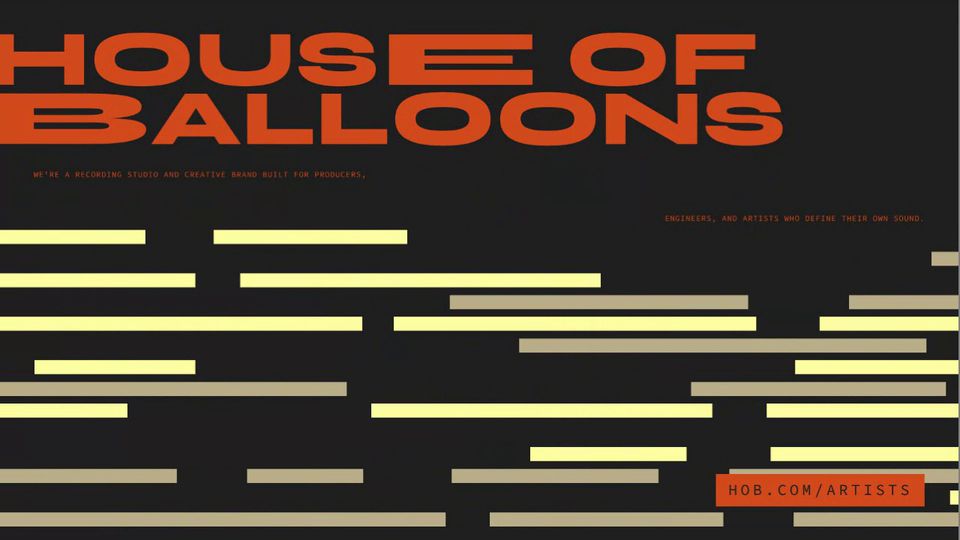 HOUSE OF
BALLOONS
WE'RE A RECORDING STUDIO AND CREATIVE BRAND BUILT FOR PRODUCERS,
ENGINEERS, AND ARTISTS WHO DEFINE THEIR OWN SOUND.
HOB.COM/ARTISTS